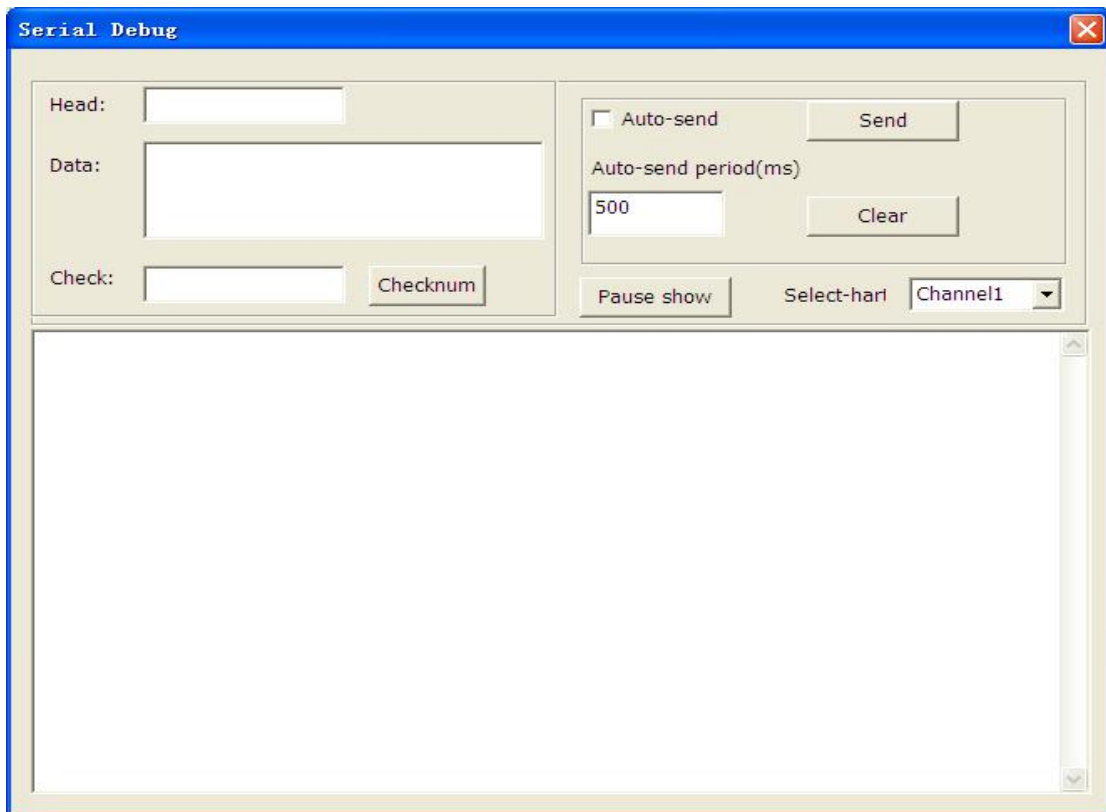 Serial Debug
Head:
Data:
Check:
Checknum
Auto-send
Send
Auto-send period(ms)
500
Clear
Pause show
Select-harl
Channel1